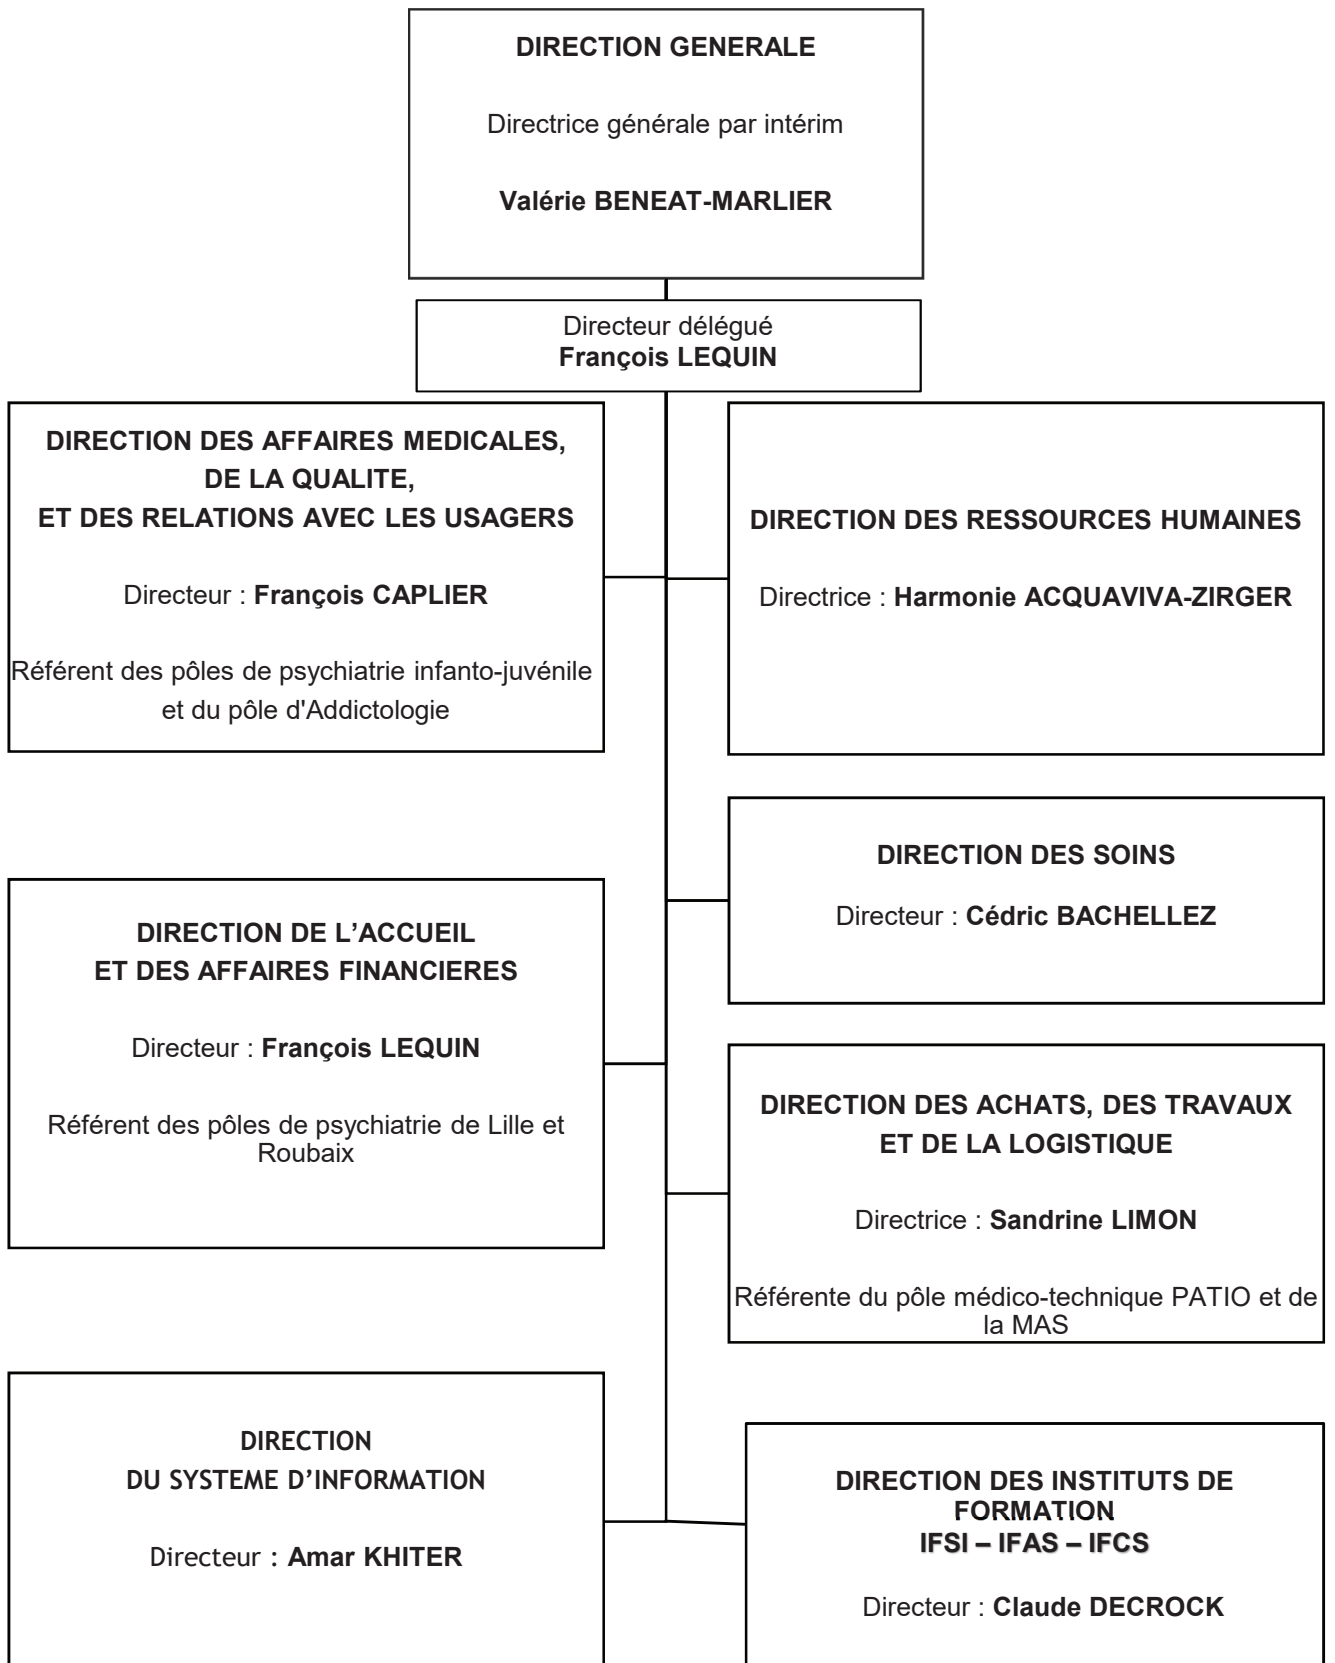 DIRECTION GENERALE
Directrice générale par intérim
Valérie BENEAT-MARLIER
Directeur délégué
François LEQUIN
DIRECTION DES AFFAIRES MEDICALES,
DE LA QUALITE,
ET DES RELATIONS AVEC LES USAGERS
Directeur : François CAPLIER
Référent des pôles de psychiatrie infanto-juvénile
et du pôle d'Addictologie
DIRECTION DES RESSOURCES HUMAINES
Directrice : Harmonie ACQUAVIVA-ZIRGER
DIRECTION DES SOINS
Directeur : Cédric BACHELLEZ
DIRECTION DE L’ACCUEIL
ET DES AFFAIRES FINANCIERES
Directeur : François LEQUIN
Référent des pôles de psychiatrie de Lille et
Roubaix
DIRECTION DES ACHATS, DES TRAVAUX
ET DE LA LOGISTIQUE
Directrice : Sandrine LIMON
Référente du pôle médico-technique PATIO et de
la MAS
DIRECTION
DU SYSTEME D’INFORMATION
Directeur : Amar KHITER
DIRECTION DES INSTITUTS DE
FORMATION
IFSI – IFAS – IFCS
Directeur : Claude DECROCK